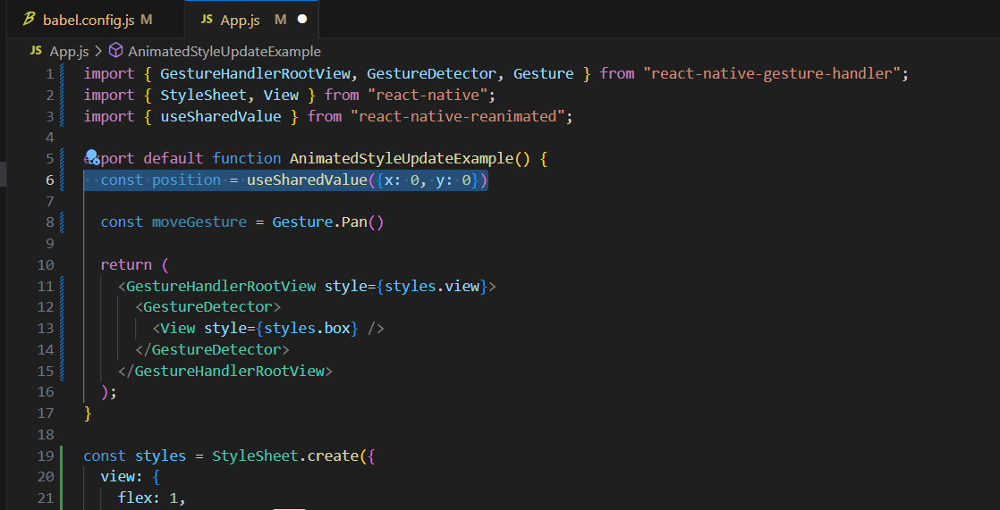 babel.config.js M
JS App.js M
JS App.js > AnimatedStyleUpdateExample
1 import { GestureHandlerRootView, GestureDetector, Gesture } from "react-native-gesture-handler";
2 import { StyleSheet, View } from "react-native";
3 import { useSharedValue } from "react-native-reanimated";
4
5 export default function AnimatedStyleUpdateExample() {
6   const position = useSharedValue({x: 0, y: 0})
7
8   const moveGesture = Gesture.Pan()
9
10   return (
11     <GestureHandlerRootView style={styles.view}>
12       <GestureDetector>
13         <View style={styles.box} />
14       </GestureDetector>
15     </GestureHandlerRootView>
16   );
17 }
18
19 const styles = StyleSheet.create({
20   view: {
21     flex: 1,